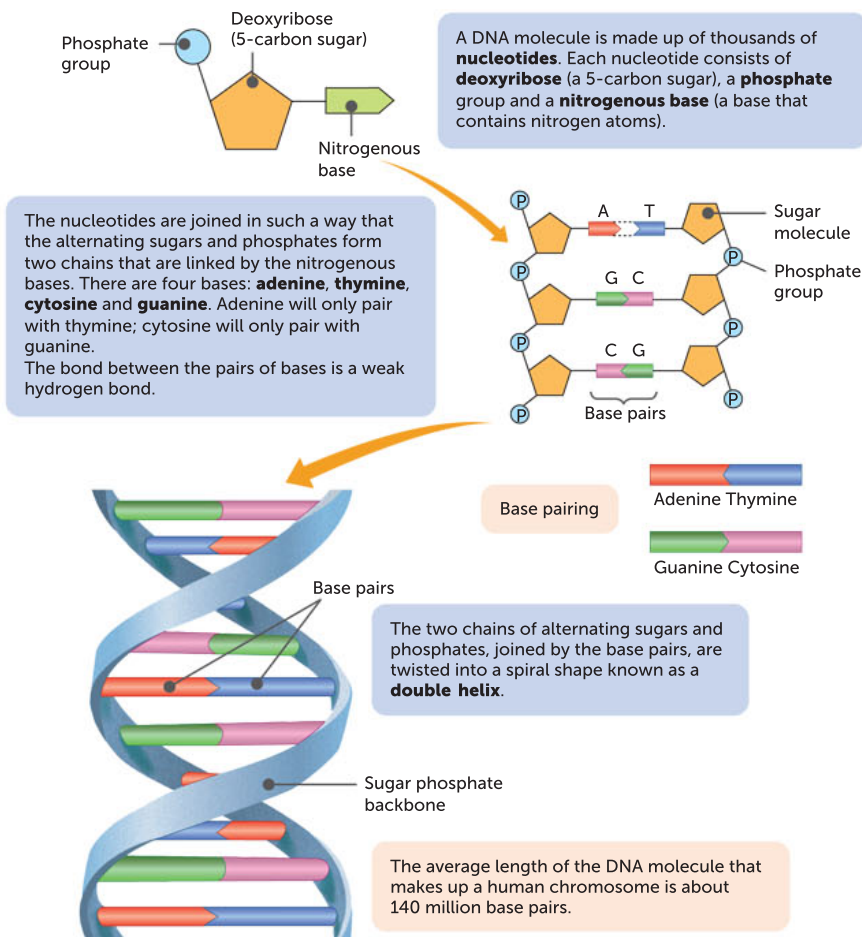 Phosphate
group
Deoxyribose
(5-carbon sugar)
Nitrogenous
base
A DNA molecule is made up of thousands of
nucleotides. Each nucleotide consists of
deoxyribose (a 5-carbon sugar), a phosphate
group and a nitrogenous base (a base that
contains nitrogen atoms).
The nucleotides are joined in such a way that
the alternating sugars and phosphates form
two chains that are linked by the nitrogenous
bases. There are four bases: adenine, thymine,
cytosine and guanine. Adenine will only pair
with thymine; cytosine will only pair with
guanine.
The bond between the pairs of bases is a weak
hydrogen bond.
P
A T
Sugar
molecule
P
P
Phosphate
group
G C
P
P
C G
P
P
Base pairs
Base pairing
Adenine Thymine
Guanine Cytosine
Base pairs
The two chains of alternating sugars and
phosphates, joined by the base pairs, are
twisted into a spiral shape known as a
double helix.
Sugar phosphate
backbone
The average length of the DNA molecule that
makes up a human chromosome is about
140 million base pairs.